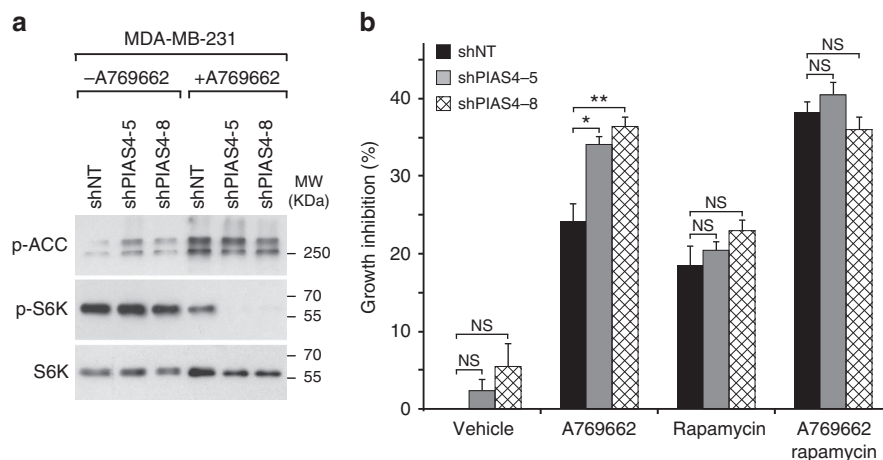 a
MDA-MB-231
–A769662 +A769662
shNT shPIAS4-5 shPIAS4-8 shNT shPIAS4-5 shPIAS4-8
MW
(KDa)
p-ACC
250
p-S6K
70
55
S6K
70
55
b
Growth inhibition (%)
40
30
20
10
0
shNT
shPIAS4–5
shPIAS4–8
NS
NS
**
*
NS
NS
NS
NS
Vehicle A769662 Rapamycin A769662
rapamycin